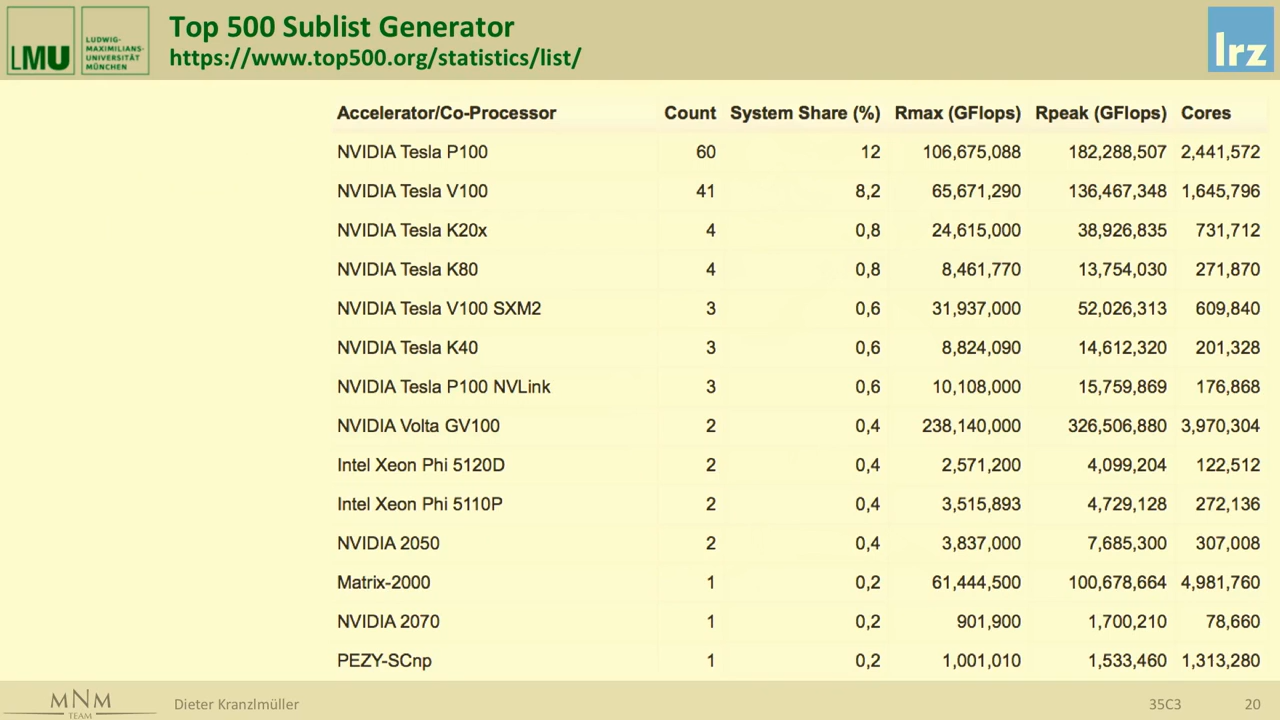 LMU
LUDWIG-
MAXIMILIANS-
UNIVERSITÄT
MÜNCHEN
Top 500 Sublist Generator
https://www.top500.org/statistics/list/
lrz
Accelerator/Co-Processor Count System Share (%) Rmax (GFlops) Rpeak (GFlops) Cores
NVIDIA Tesla P100 60 12 106,675,088 182,288,507 2,441,572
NVIDIA Tesla V100 41 8,2 65,671,290 136,467,348 1,645,796
NVIDIA Tesla K20x 4 0,8 24,615,000 38,926,835 731,712
NVIDIA Tesla K80 4 0,8 8,461,770 13,754,030 271,870
NVIDIA Tesla V100 SXM2 3 0,6 31,937,000 52,026,313 609,840
NVIDIA Tesla K40 3 0,6 8,824,090 14,612,320 201,328
NVIDIA Tesla P100 NVLink 3 0,6 10,108,000 15,759,869 176,868
NVIDIA Volta GV100 2 0,4 238,140,000 326,506,880 3,970,304
Intel Xeon Phi 5120D 2 0,4 2,571,200 4,099,204 122,512
Intel Xeon Phi 5110P 2 0,4 3,515,893 4,729,128 272,136
NVIDIA 2050 2 0,4 3,837,000 7,685,300 307,008
Matrix-2000 1 0,2 61,444,500 100,678,664 4,981,760
NVIDIA 2070 1 0,2 901,900 1,700,210 78,660
PEZY-SCnp 1 0,2 1,001,010 1,533,460 1,313,280
MNM
TEAM
Dieter Kranzlmüller
35C3
20